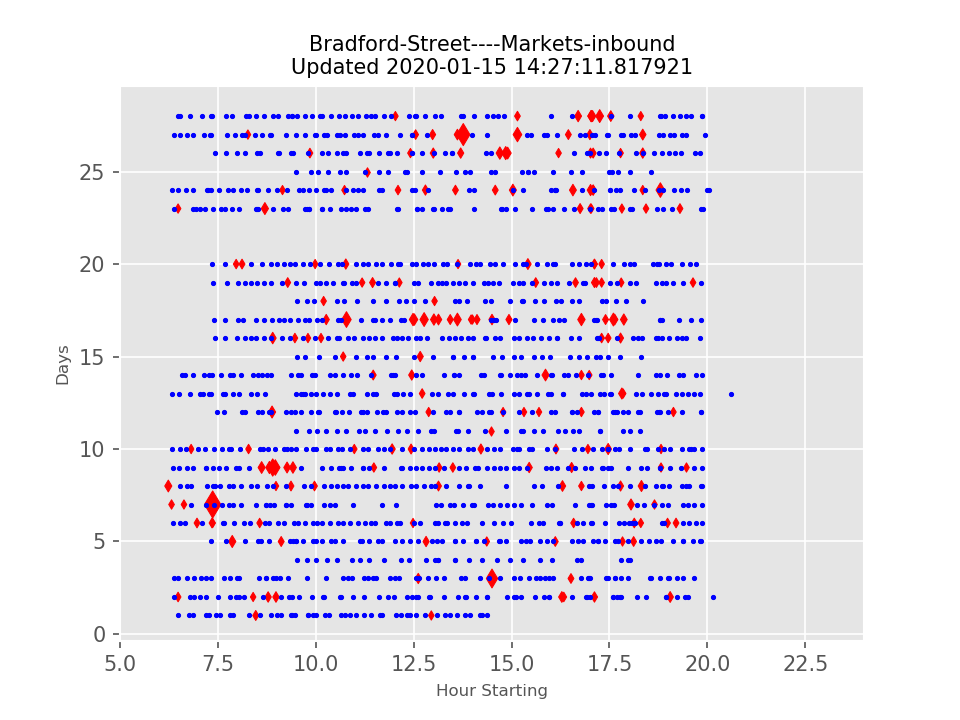 Bradford-Street----Markets-inbound
Updated 2020-01-15 14:27:11.817921
25
20
15
10
5
0
Days
5.0 7.5 10.0 12.5 15.0 17.5 20.0 22.5
Hour Starting